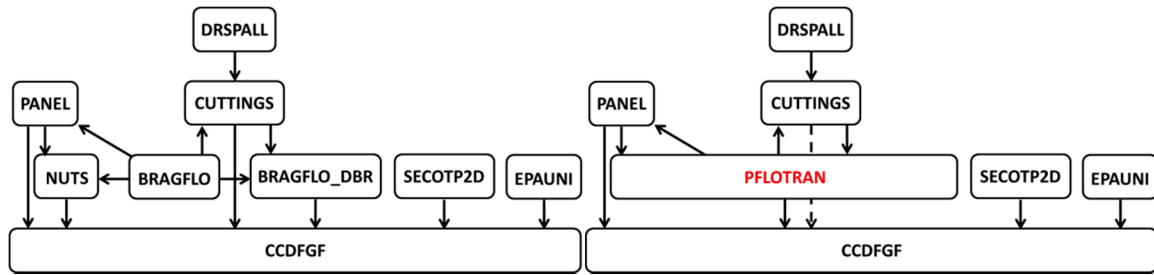 DRSPALL
PANEL
CUTTINGS
NUTS
BRAGFLO
BRAGFLO_DBR
SECOTP2D
EPAUNI
CCDFGF
DRSPALL
PANEL
CUTTINGS
PFLOTRAN
SECOTP2D
EPAUNI
CCDFGF